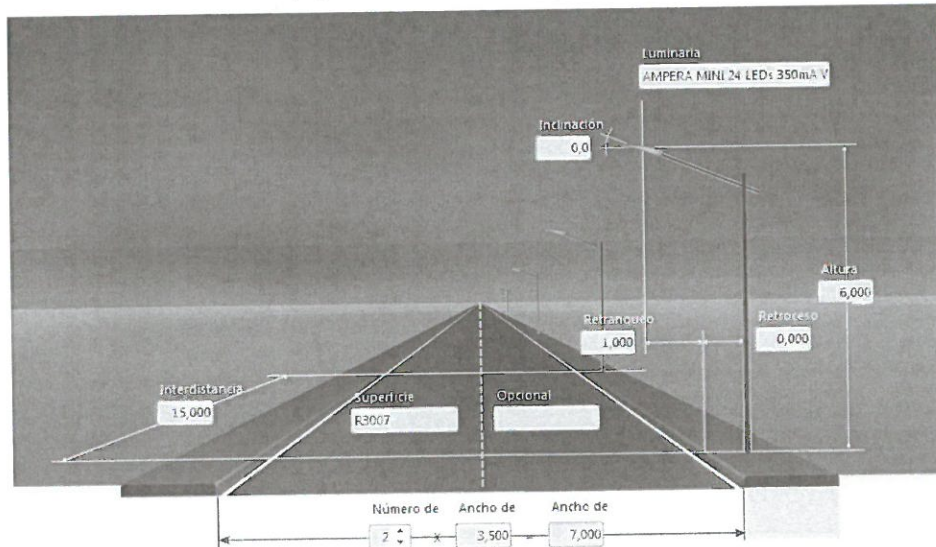 Luminaria
AMPERA MINI 24 LEDs 350mA V
Inclinación
0,0
Altura
6,000
Retranqueo
1,000
Retroceso
0,000
Interdistancia
15,000
Superficie
R3007
Opcional
Número de
2 x
Ancho de
3,500 =
Ancho de
7,000